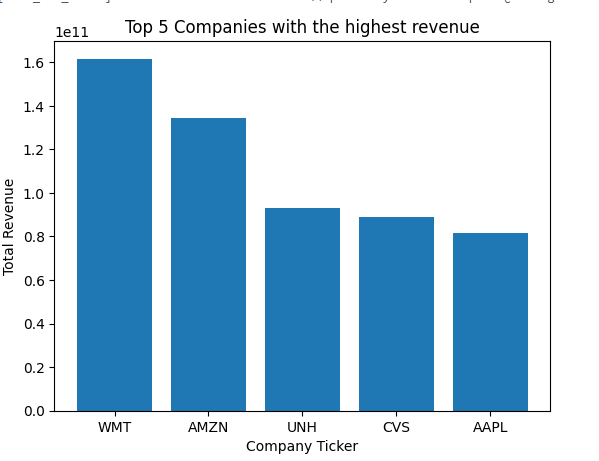 Top 5 Companies with the highest revenue
1e11
1.6
1.4
1.2
1.0
0.8
0.6
0.4
0.2
0.0
Total Revenue
WMT AMZN UNH CVS AAPL
Company Ticker